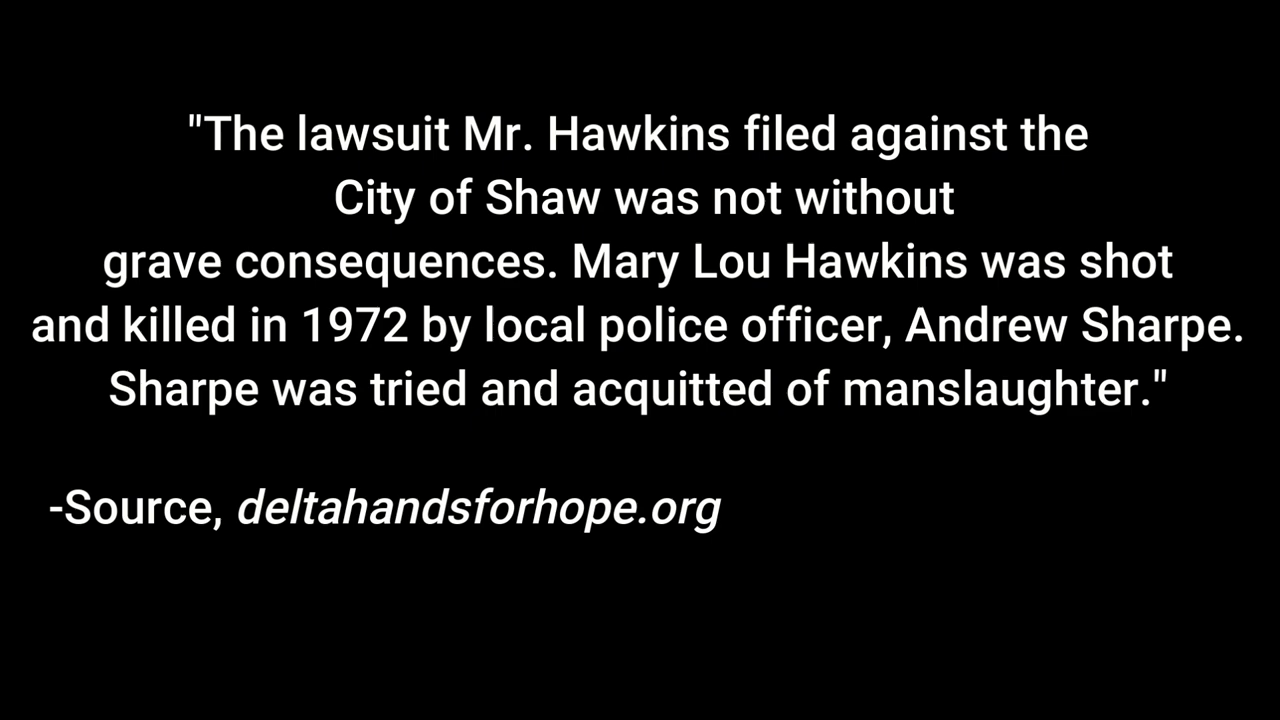 "The lawsuit Mr. Hawkins filed against the
City of Shaw was not without
grave consequences. Mary Lou Hawkins was shot
and killed in 1972 by local police officer, Andrew Sharpe.
Sharpe was tried and acquitted of manslaughter."
-Source, deltahandsforhope.org